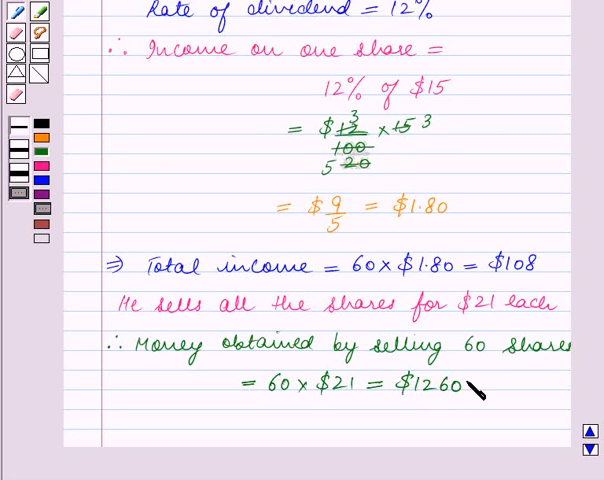 Rate of dividend = 12%
∴ Income on one share =
12% of $15
3
= $ 12 × 15 3
100
5 20
= $ 9/5 = $1.80
⇒ Total income = 60 × $1.80 = $108
He sells all the shares for $21 each
∴ Money obtained by selling 60 shares
= 60 × $21 = $1260